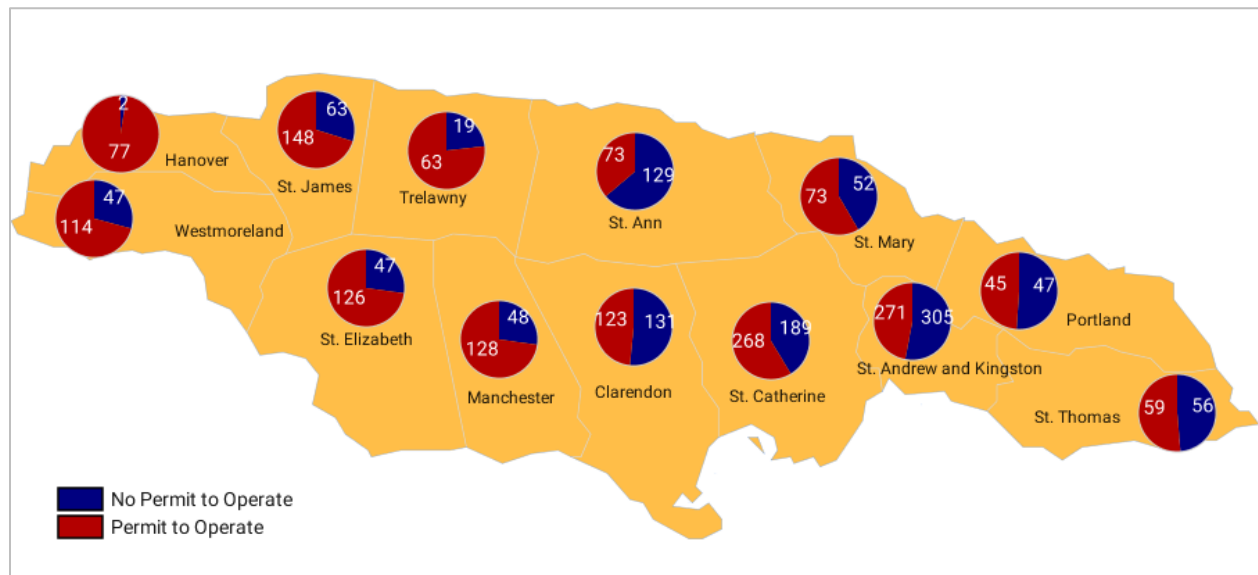 2
77
Hanover
63
148
St. James
19
63
Trelawny
73
129
St. Ann
52
73
St. Mary
47
114
Westmoreland
47
126
St. Elizabeth
48
128
Manchester
123
131
Clarendon
189
268
St. Catherine
271
305
St. Andrew and Kingston
45
47
Portland
59
56
St. Thomas
No Permit to Operate
Permit to Operate